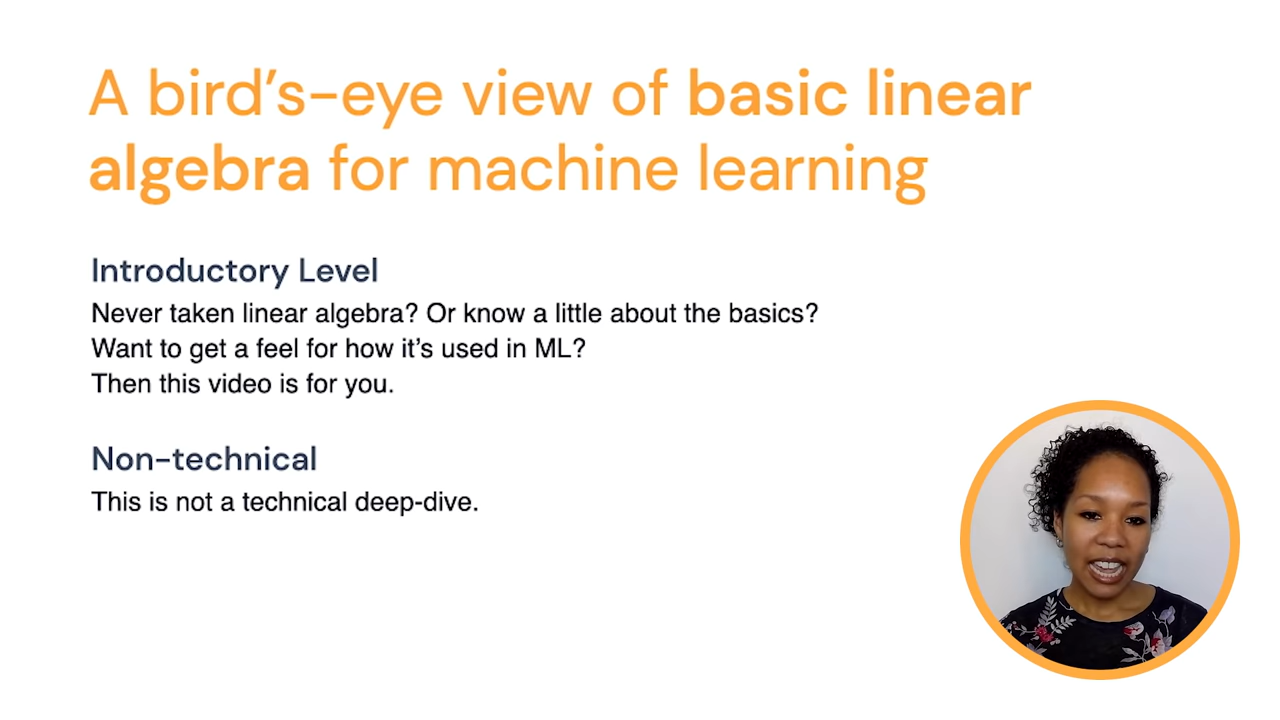 A bird’s-eye view of basic linear
algebra for machine learning
Introductory Level
Never taken linear algebra? Or know a little about the basics?
Want to get a feel for how it’s used in ML?
Then this video is for you.
Non-technical
This is not a technical deep-dive.